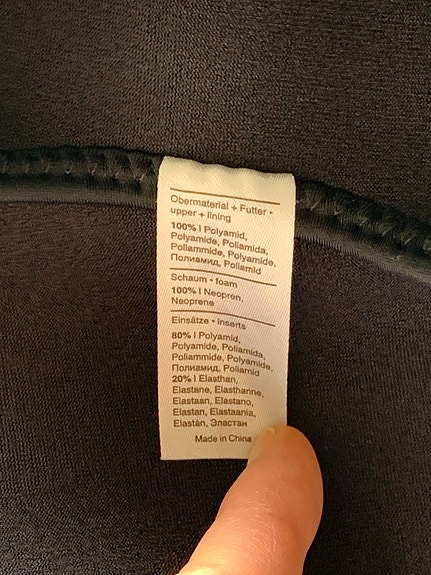 Obermaterial + Futter •
upper + lining
100% | Polyamid,
Polyamide, Poliamida,
Poliammide, Polyamide,
Полиамид, Poliamid
Schaum • foam
100% | Neopren,
Neoprene
Einsätze • inserts
80% | Polyamid,
Polyamide, Poliamida,
Poliammide, Polyamide,
Полиамид, Poliamid
20% | Elasthan,
Elastane, Elasthanne,
Elastaan, Elastano,
Elastan, Elastaania,
Elastán, Эластан
Made in China